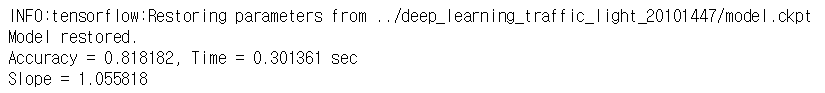 INFO:tensorflow:Restoring parameters from ../deep_learning_traffic_light_20101447/model.ckpt
Model restored.
Accuracy = 0.818182, Time = 0.301361 sec
Slope = 1.055818